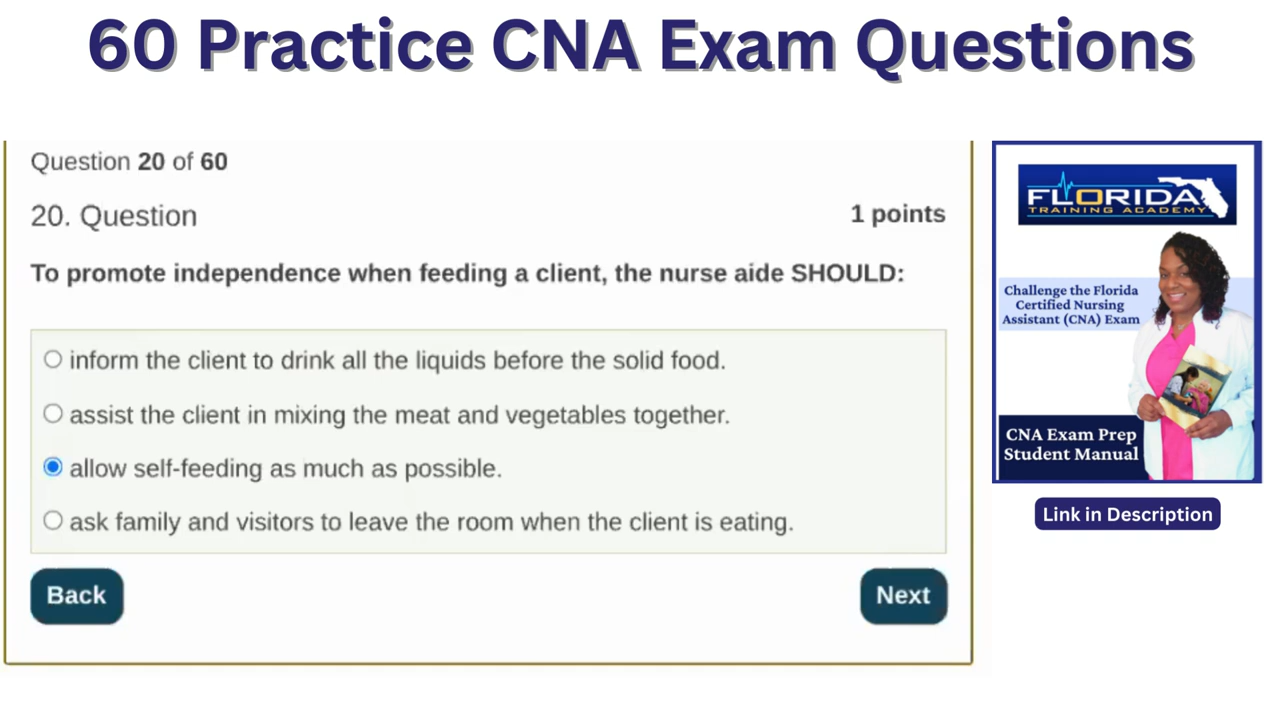 60 Practice CNA Exam Questions
Question 20 of 60
20. Question
1 points
To promote independence when feeding a client, the nurse aide SHOULD:
inform the client to drink all the liquids before the solid food.
assist the client in mixing the meat and vegetables together.
allow self-feeding as much as possible.
ask family and visitors to leave the room when the client is eating.
Back
Next
FLORIDA
TRAINING ACADEMY
Challenge the Florida
Certified Nursing
Assistant (CNA) Exam
CNA Exam Prep
Student Manual
Link in Description